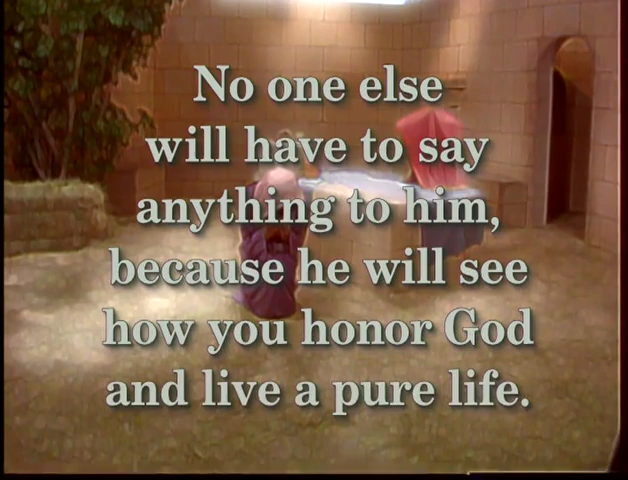 No one else
will have to say
anything to him,
because he will see
how you honor God
and live a pure life.